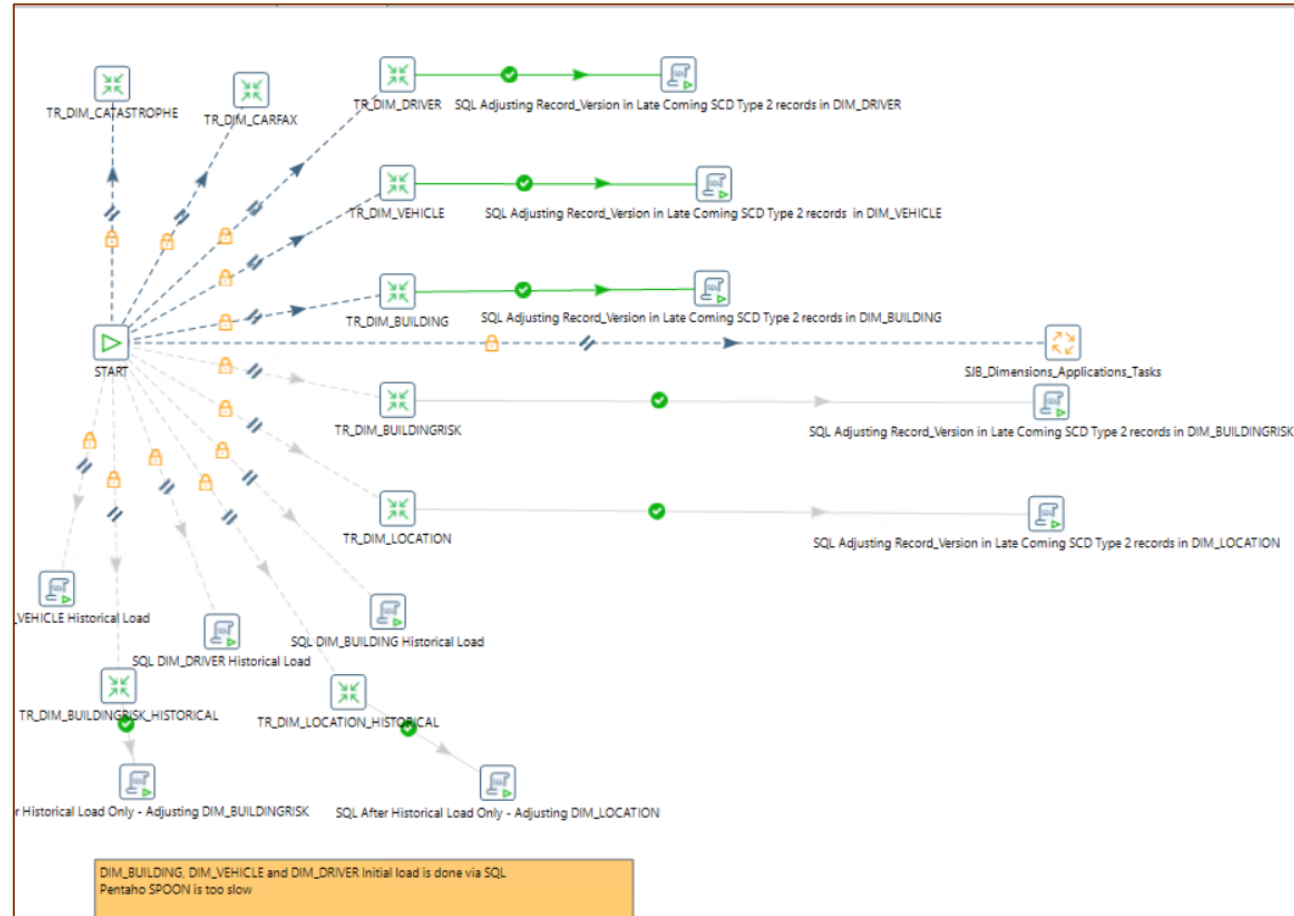 TR_DIM_CATASTROPHE
TR_DIM_CARFAX
TR_DIM_DRIVER
SQL Adjusting Record_Version in Late Coming SCD Type 2 records in DIM_DRIVER
TR_DIM_VEHICLE
SQL Adjusting Record_Version in Late Coming SCD Type 2 records in DIM_VEHICLE
TR_DIM_BUILDING
SQL Adjusting Record_Version in Late Coming SCD Type 2 records in DIM_BUILDING
START
SJB_Dimensions_Applications_Tasks
TR_DIM_BUILDINGRISK
SQL Adjusting Record_Version in Late Coming SCD Type 2 records in DIM_BUILDINGRISK
TR_DIM_LOCATION
SQL Adjusting Record_Version in Late Coming SCD Type 2 records in DIM_LOCATION
_VEHICLE Historical Load
SQL DIM_DRIVER Historical Load
SQL DIM_BUILDING Historical Load
TR_DIM_BUILDINGRISK_HISTORICAL
TR_DIM_LOCATION_HISTORICAL
r Historical Load Only - Adjusting DIM_BUILDINGRISK
SQL After Historical Load Only - Adjusting DIM_LOCATION
DIM_BUILDING, DIM_VEHICLE and DIM_DRIVER Initial load is done via SQL
Pentaho SPOON is too slow